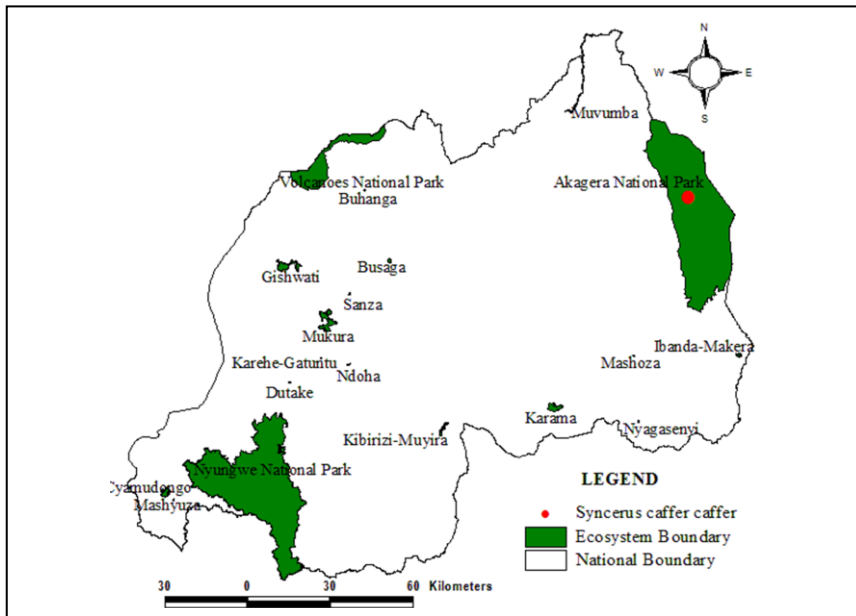 N
W E
S
Muvumba
Volcanoes National Park
Akagera National Park
Buhanga
Gishwati
Busaga
Sanza
Mukura
Ibanda-Makera
Karehe-Gaturitu
Mashoza
Ndoha
Dutake
Karama
Nyagasenyi
Kibirizi-Muyira
Nyungwe National Park
Cyamudongo
Mashyuza
LEGEND
Syncerus caffer caffer
Ecosystem Boundary
National Boundary
30 0 30 60 Kilometers